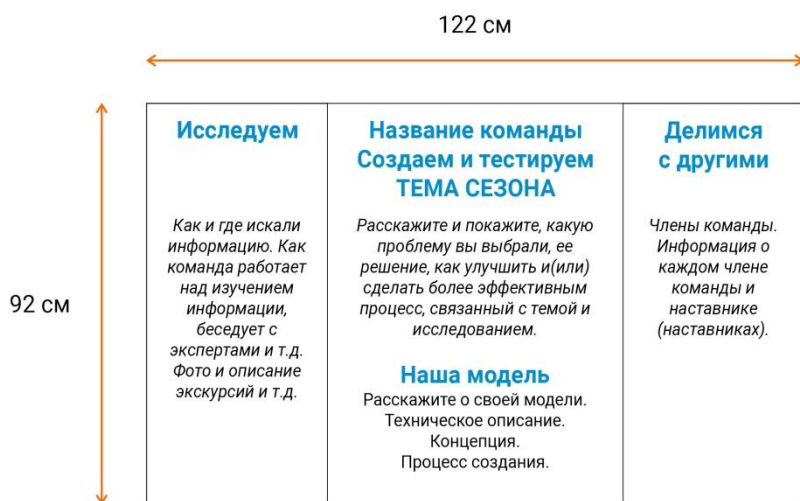 122 см
92 см
Исследуем
Как и где искали
информацию. Как
команда работает
над изучением
информации,
беседует с
экспертами и т.д.
Фото и описание
экскурсий и т.д.
Название команды
Создаем и тестируем
ТЕМА СЕЗОНА
Расскажите и покажите, какую
проблему вы выбрали, ее
решение, как улучшить и(или)
сделать более эффективным
процесс, связанный с темой и
исследованием.
Наша модель
Расскажите о своей модели.
Техническое описание.
Концепция.
Процесс создания.
Делимся
с другими
Члены команды.
Информация о
каждом члене
команды и
наставнике
(наставниках).